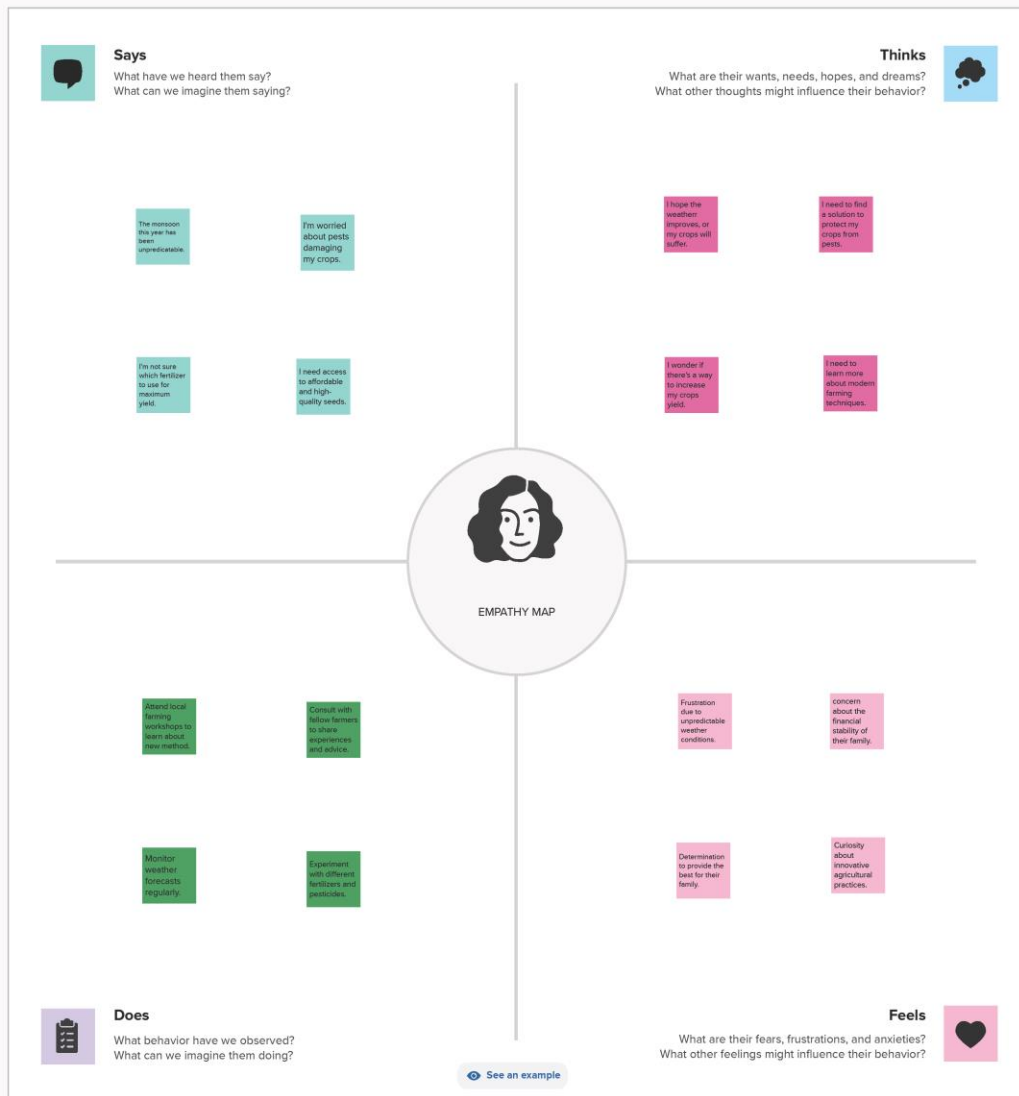 Says
What have we heard them say?
What can we imagine them saying?
Thinks
What are their wants, needs, hopes, and dreams?
What other thoughts might influence their behavior?
The monsoon
this year has
been
unpredicatable.
I'm worried
about pests
damaging
my crops.
I hope the
weatherr
improves, or
my crops will
suffer.
I need to find
a solution to
protect my
crops from
pests.
I'm not sure
which fertilizer
to use for
maximum
yield.
I need access
to affordable
and high-
quality seeds.
I wonder if
there's a way
to increase
my crops
yield.
I need to
learn more
about modern
farming
techniques.
EMPATHY MAP
Attend local
farming
workshops to
learn about
new method.
Consult with
fellow farmers
to share
experiences
and advice.
Frustration
due to
unpredictable
weather
conditions.
concern
about the
financial
stability of
their family.
Monitor
weather
forecasts
regularly.
Experiment
with different
fertilizers and
pesticides.
Determination
to provide the
best for their
family.
Curiosity
about
innovative
agricultural
practices.
Does
What behavior have we observed?
What can we imagine them doing?
Feels
What are their fears, frustrations, and anxieties?
What other feelings might influence their behavior?
See an example